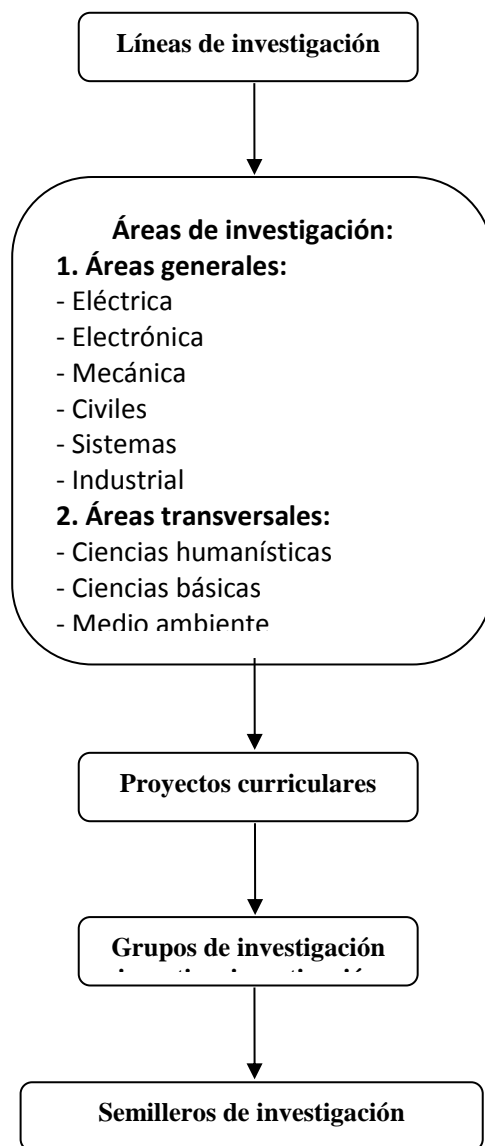 Líneas de investigación
Áreas de investigación:
1. Áreas generales:
- Eléctrica
- Electrónica
- Mecánica
- Civiles
- Sistemas
- Industrial
2. Áreas transversales:
- Ciencias humanísticas
- Ciencias básicas
- Medio ambiente
Proyectos curriculares
Grupos de investigación
Semilleros de investigación